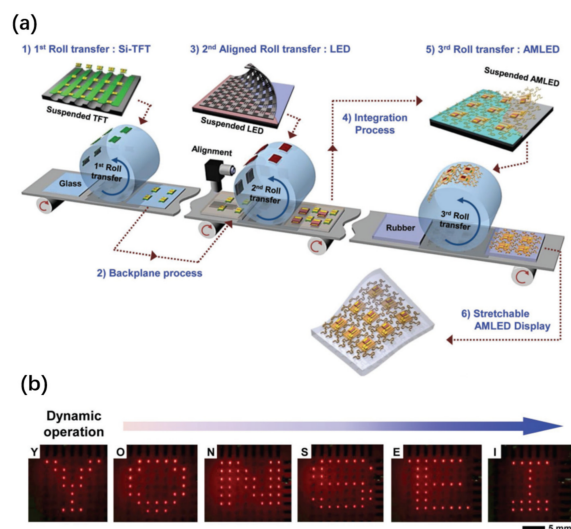 (a)
1) 1st Roll transfer : Si-TFT
3) 2nd Aligned Roll transfer : LED
5) 3rd Roll transfer : AMLED
Suspended TFT
Suspended LED
Suspended AMLED
4) Integration
Process
Alignment
Glass
1st Roll
transfer
2nd Roll
transfer
Rubber
3rd Roll
transfer
2) Backplane process
6) Stretchable
AMLED Display
(b)
Dynamic
operation
Y
O
N
S
E
I
5 mm